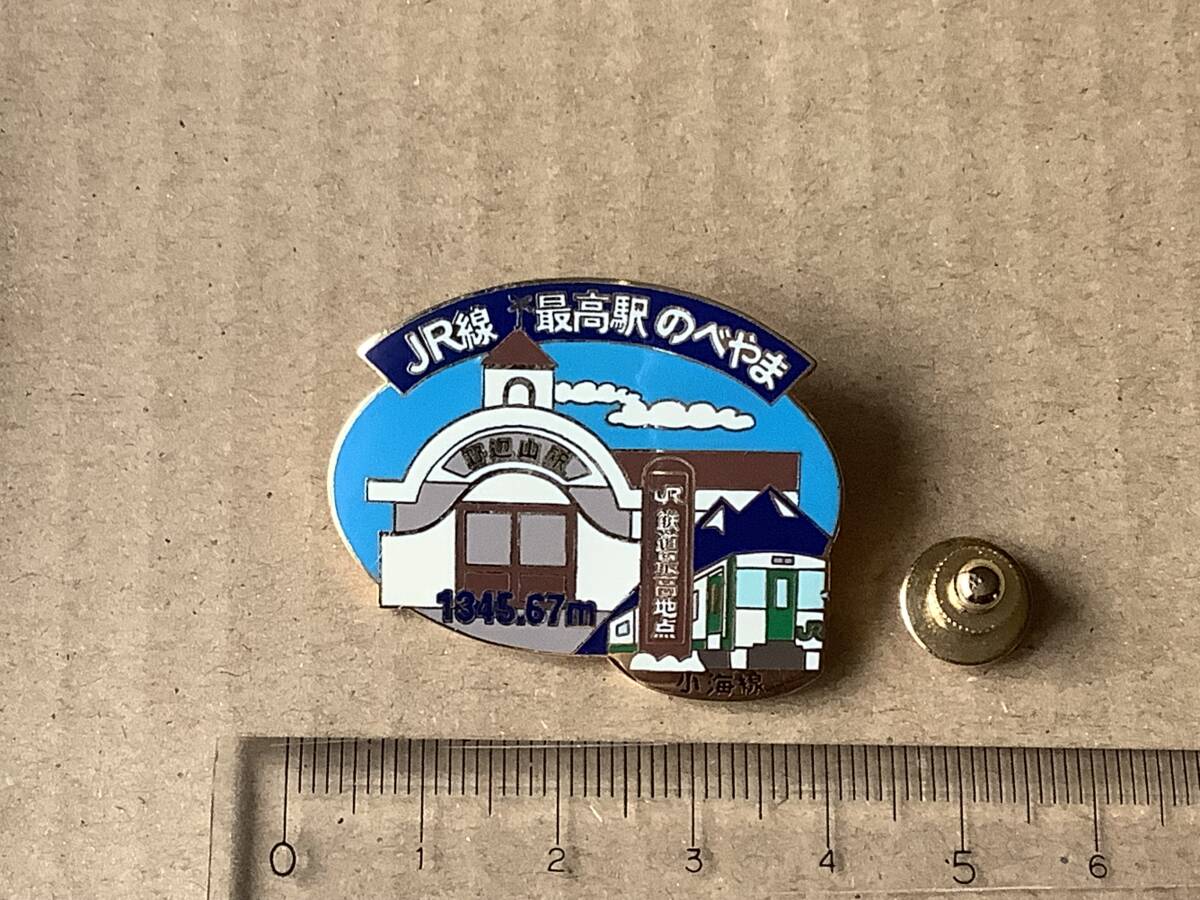 JR線 最高駅 のべやま
野辺山駅
JR 鉄道最高地点
1345.67m
JR
小海線
0 1 2 3 4 5 6